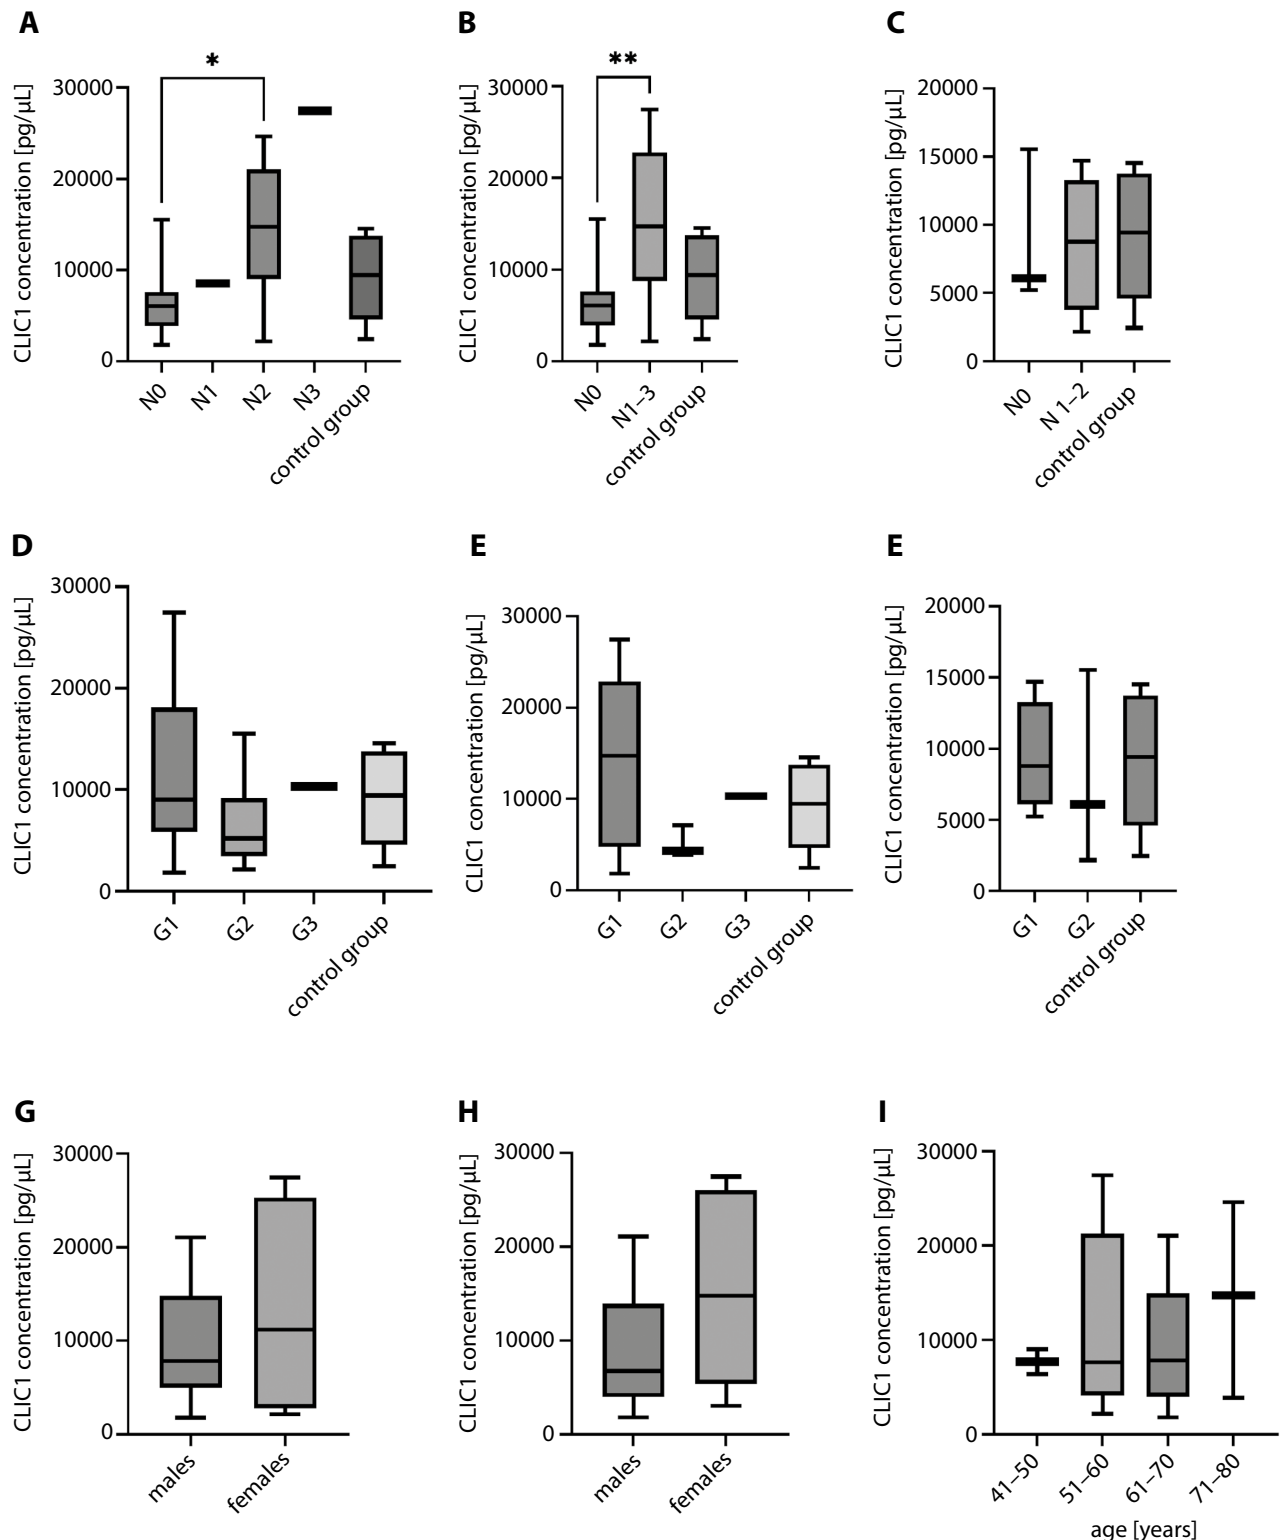 A
CLIC1 concentration [pg/µL]
30000
20000
10000
0
*
N0
N1
N2
N3
control group
B
CLIC1 concentration [pg/µL]
30000
20000
10000
0
**
N0
N1–3
control group
C
CLIC1 concentration [pg/µL]
20000
15000
10000
5000
0
N0
N 1–2
control group
D
CLIC1 concentration [pg/µL]
30000
20000
10000
0
G1
G2
G3
control group
E
CLIC1 concentration [pg/µL]
30000
20000
10000
0
G1
G2
G3
control group
E
CLIC1 concentration [pg/µL]
20000
15000
10000
5000
0
G1
G2
control group
G
CLIC1 concentration [pg/µL]
30000
20000
10000
0
males
females
H
CLIC1 concentration [pg/µL]
30000
20000
10000
0
males
females
I
CLIC1 concentration [pg/µL]
30000
20000
10000
0
41–50
51–60
61–70
71–80
age [years]